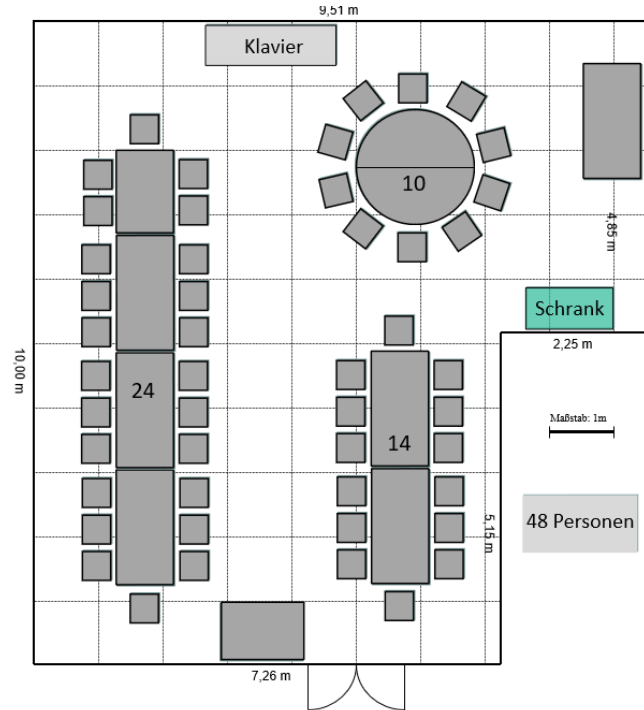 9,51 m
Klavier
10
4,85 m
Schrank
2,25 m
10,00 m
24
14
Maßstab: 1m
5,15 m
48 Personen
7,26 m